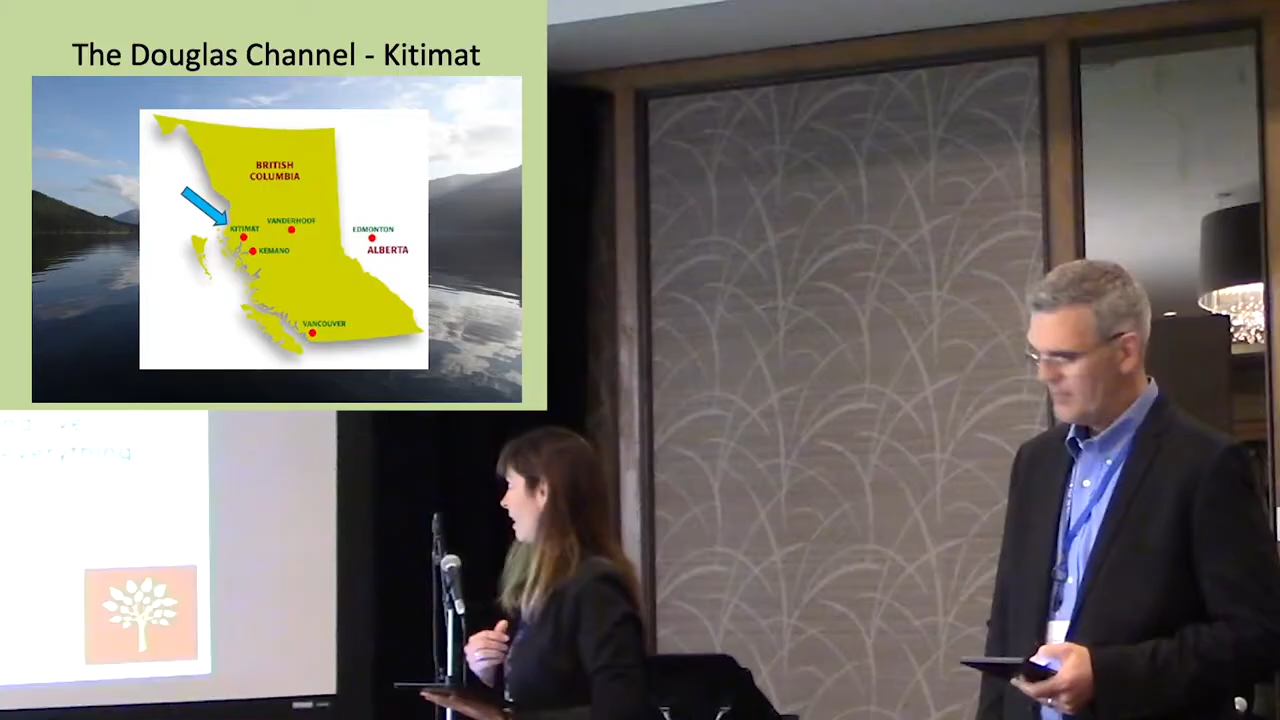 The Douglas Channel - Kitimat
BRITISH
COLUMBIA
KITIMAT
VANDERHOOF
EDMONTON
KEMANO
ALBERTA
VANCOUVER